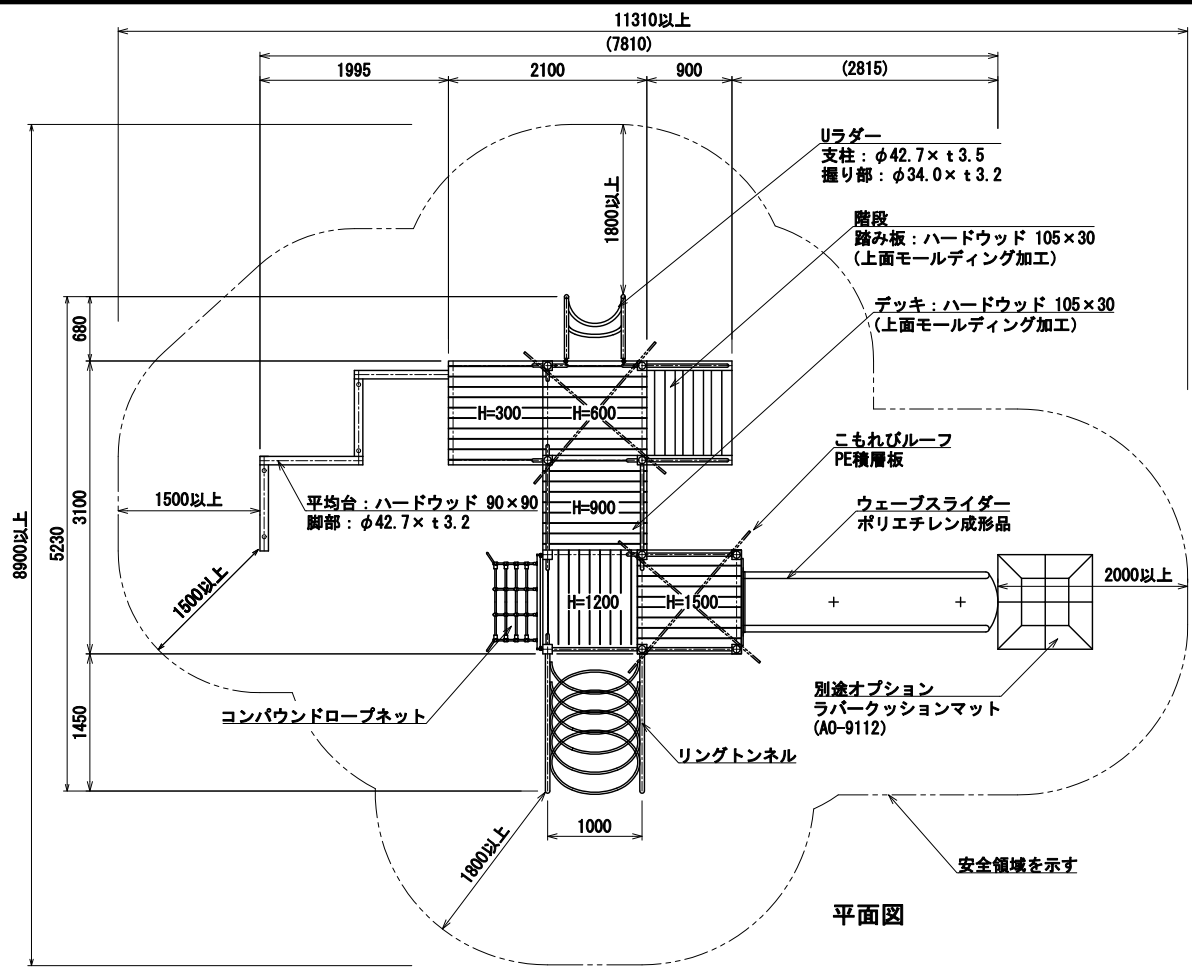 11310以上
(7810)
1995
2100
900
(2815)
Uラダー
支柱：φ42.7×t3.5
握り部：φ34.0×t3.2
1800以上
階段
踏み板：ハードウッド 105×30
(上面モールディング加工)
デッキ：ハードウッド 105×30
(上面モールディング加工)
680
H=300
H=600
こもれびルーフ
PE積層板
1500以上
平均台：ハードウッド 90×90
脚部：φ42.7×t3.2
H=900
ウェーブスライダー
ポリエチレン成形品
8900以上
5230
3100
1500以上
H=1200
H=1500
2000以上
コンパウンドロープネット
別途オプション
ラバークッションマット
(AO-9112)
1450
リングトンネル
1000
1800以上
安全領域を示す
平面図